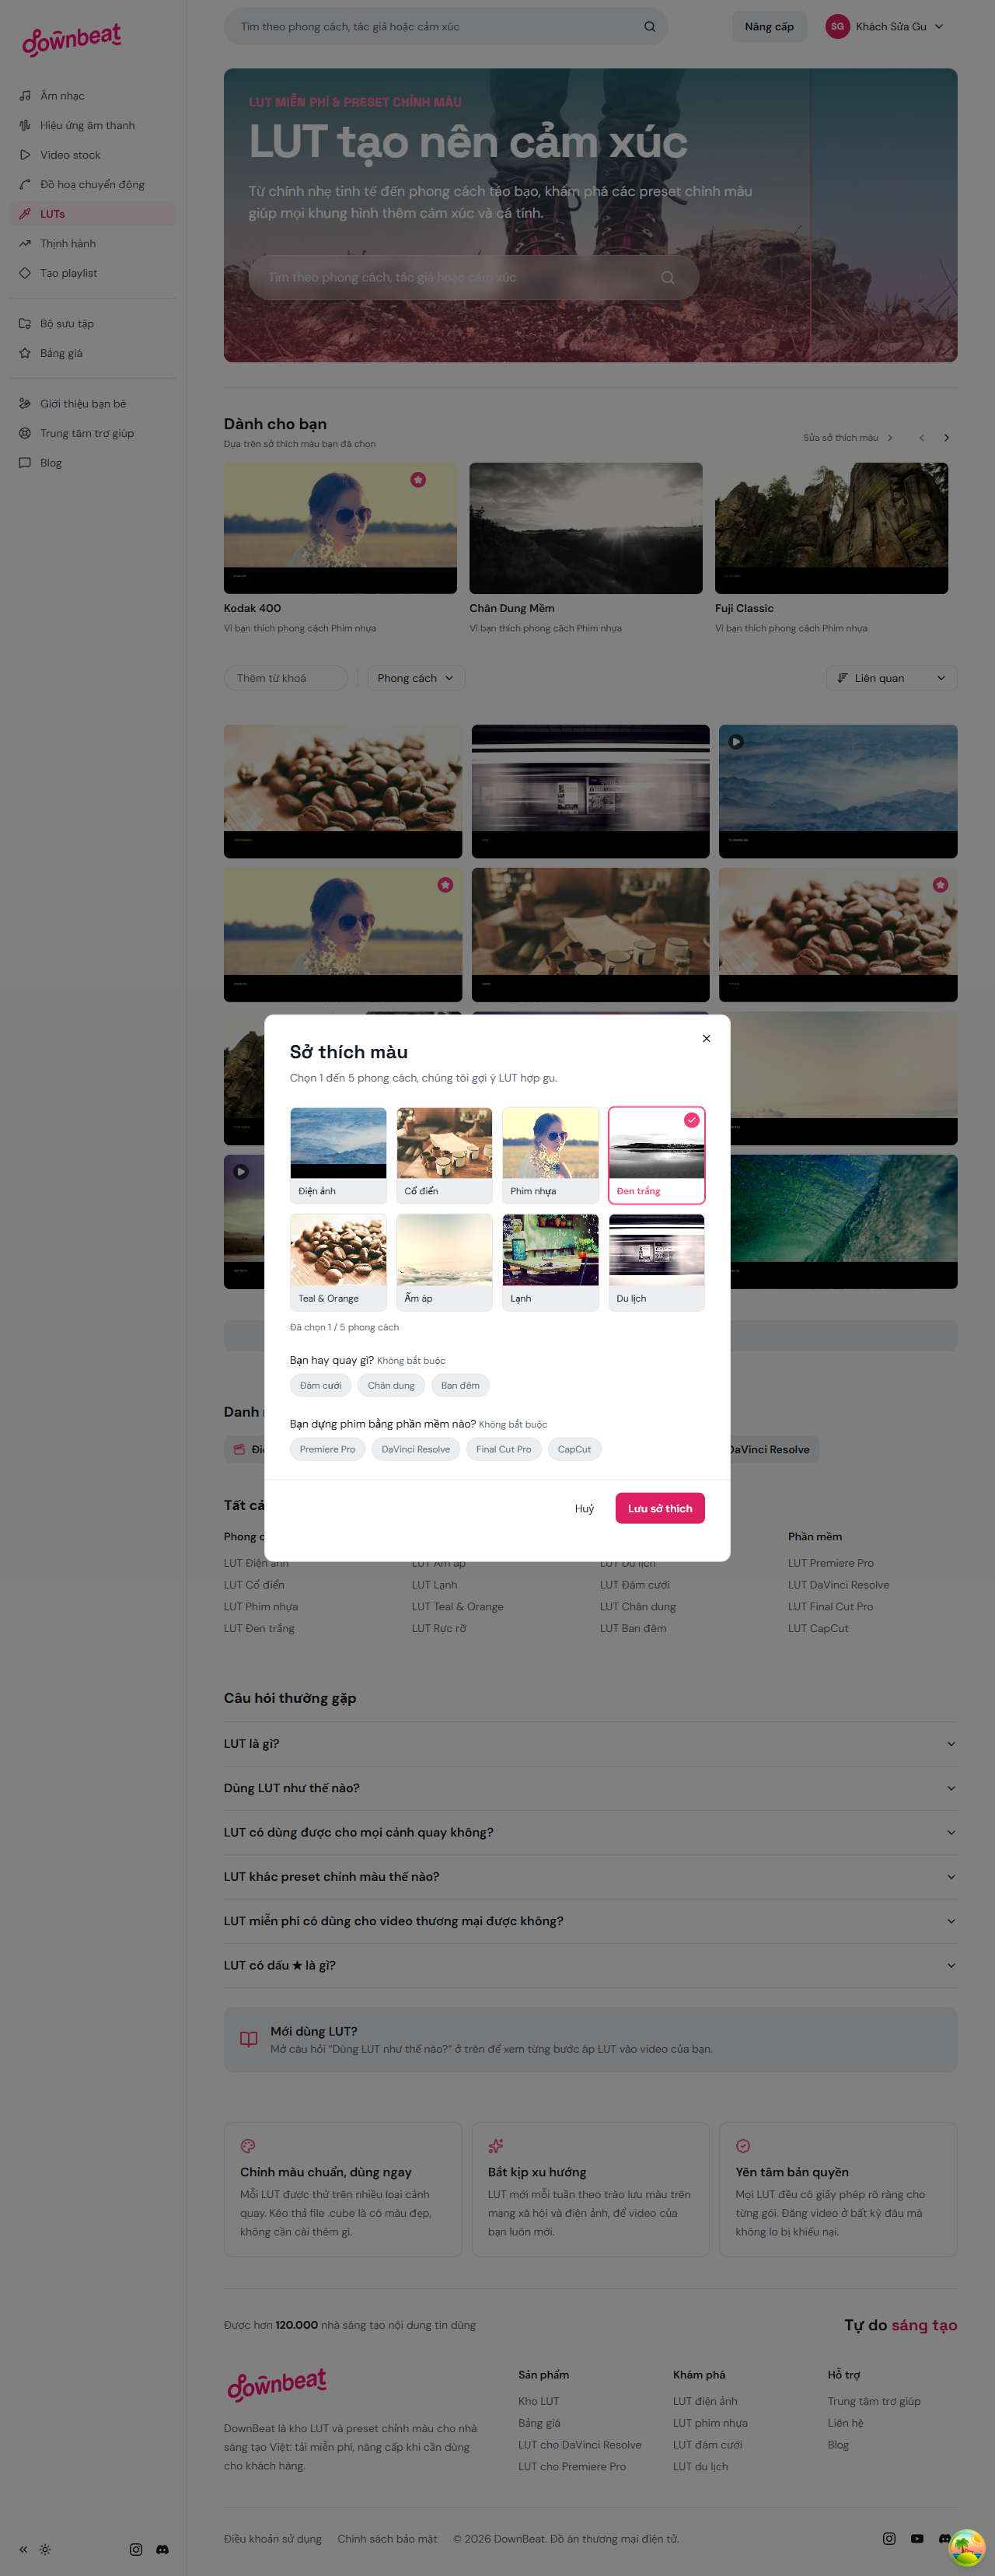 downbeat
Tìm theo phong cách, tác giả hoặc cảm xúc
Nâng cấp
SG
Khách Sửa Gu
Âm nhạc
Hiệu ứng âm thanh
Video stock
Đồ hoạ chuyển động
LUTs
Thịnh hành
Tạo playlist
Bộ sưu tập
Bảng giá
Giới thiệu bạn bè
Trung tâm trợ giúp
Blog
LUT MIỄN PHÍ & PRESET CHỈNH MÀU
LUT tạo nên cảm xúc
Từ chỉnh nhẹ tinh tế đến phong cách táo bạo, khám phá các preset chỉnh màu
giúp mọi khung hình thêm cảm xúc và cá tính.
Tìm theo phong cách, tác giả hoặc cảm xúc
Dành cho bạn
Dựa trên sở thích màu bạn đã chọn
Sửa sở thích màu
Kodak 400
Vì bạn thích phong cách Phim nhựa
Chân Dung Mềm
Vì bạn thích phong cách Phim nhựa
Fuji Classic
Vì bạn thích phong cách Phim nhựa
Thêm từ khoá
Phong cách
Liên quan
Sở thích màu
Chọn 1 đến 5 phong cách, chúng tôi gợi ý LUT hợp gu.
Điện ảnh
Cổ điển
Phim nhựa
Đen trắng
Teal & Orange
Ấm áp
Lạnh
Du lịch
Đã chọn 1 / 5 phong cách
Bạn hay quay gì? Không bắt buộc
Đám cưới
Chân dung
Ban đêm
Bạn dựng phim bằng phần mềm nào? Không bắt buộc
Premiere Pro
DaVinci Resolve
Final Cut Pro
CapCut
Huỷ
Lưu sở thích
Danh
DaVinci Resolve
Tất cả
Phong
Phần mềm
LUT Điện ảnh
LUT Ấm áp
LUT Du lịch
LUT Premiere Pro
LUT Cổ điển
LUT Lạnh
LUT Đám cưới
LUT DaVinci Resolve
LUT Phim nhựa
LUT Teal & Orange
LUT Chân dung
LUT Final Cut Pro
LUT Đen trắng
LUT Rực rỡ
LUT Ban đêm
LUT CapCut
Câu hỏi thường gặp
LUT là gì?
Dùng LUT như thế nào?
LUT có dùng được cho mọi cảnh quay không?
LUT khác preset chỉnh màu thế nào?
LUT miễn phí có dùng cho video thương mại được không?
LUT có dấu ★ là gì?
Mới dùng LUT?
Mở câu hỏi “Dùng LUT như thế nào?” ở trên để xem từng bước áp LUT vào video của bạn.
Chỉnh màu chuẩn, dùng ngay
Mỗi LUT được thử trên nhiều loại cảnh
quay. Kéo thả file .cube là có màu đẹp,
không cần cài thêm gì.
Bắt kịp xu hướng
LUT mới mỗi tuần theo trào lưu màu trên
mạng xã hội và điện ảnh, để video của
bạn luôn mới.
Yên tâm bản quyền
Mọi LUT đều có giấy phép rõ ràng cho
từng gói. Đăng video ở bất kỳ đâu mà
không lo bị khiếu nại.
Được hơn 120.000 nhà sáng tạo nội dung tin dùng
Tự do sáng tạo
downbeat
DownBeat là kho LUT và preset chỉnh màu cho nhà
sáng tạo Việt: tải miễn phí, nâng cấp khi cần dùng
cho khách hàng.
Sản phẩm
Kho LUT
Bảng giá
LUT cho DaVinci Resolve
LUT cho Premiere Pro
Khám phá
LUT điện ảnh
LUT phim nhựa
LUT đám cưới
LUT du lịch
Hỗ trợ
Trung tâm trợ giúp
Liên hệ
Blog
Điều khoản sử dụng
Chính sách bảo mật
© 2026 DownBeat. Đồ án thương mại điện tử.